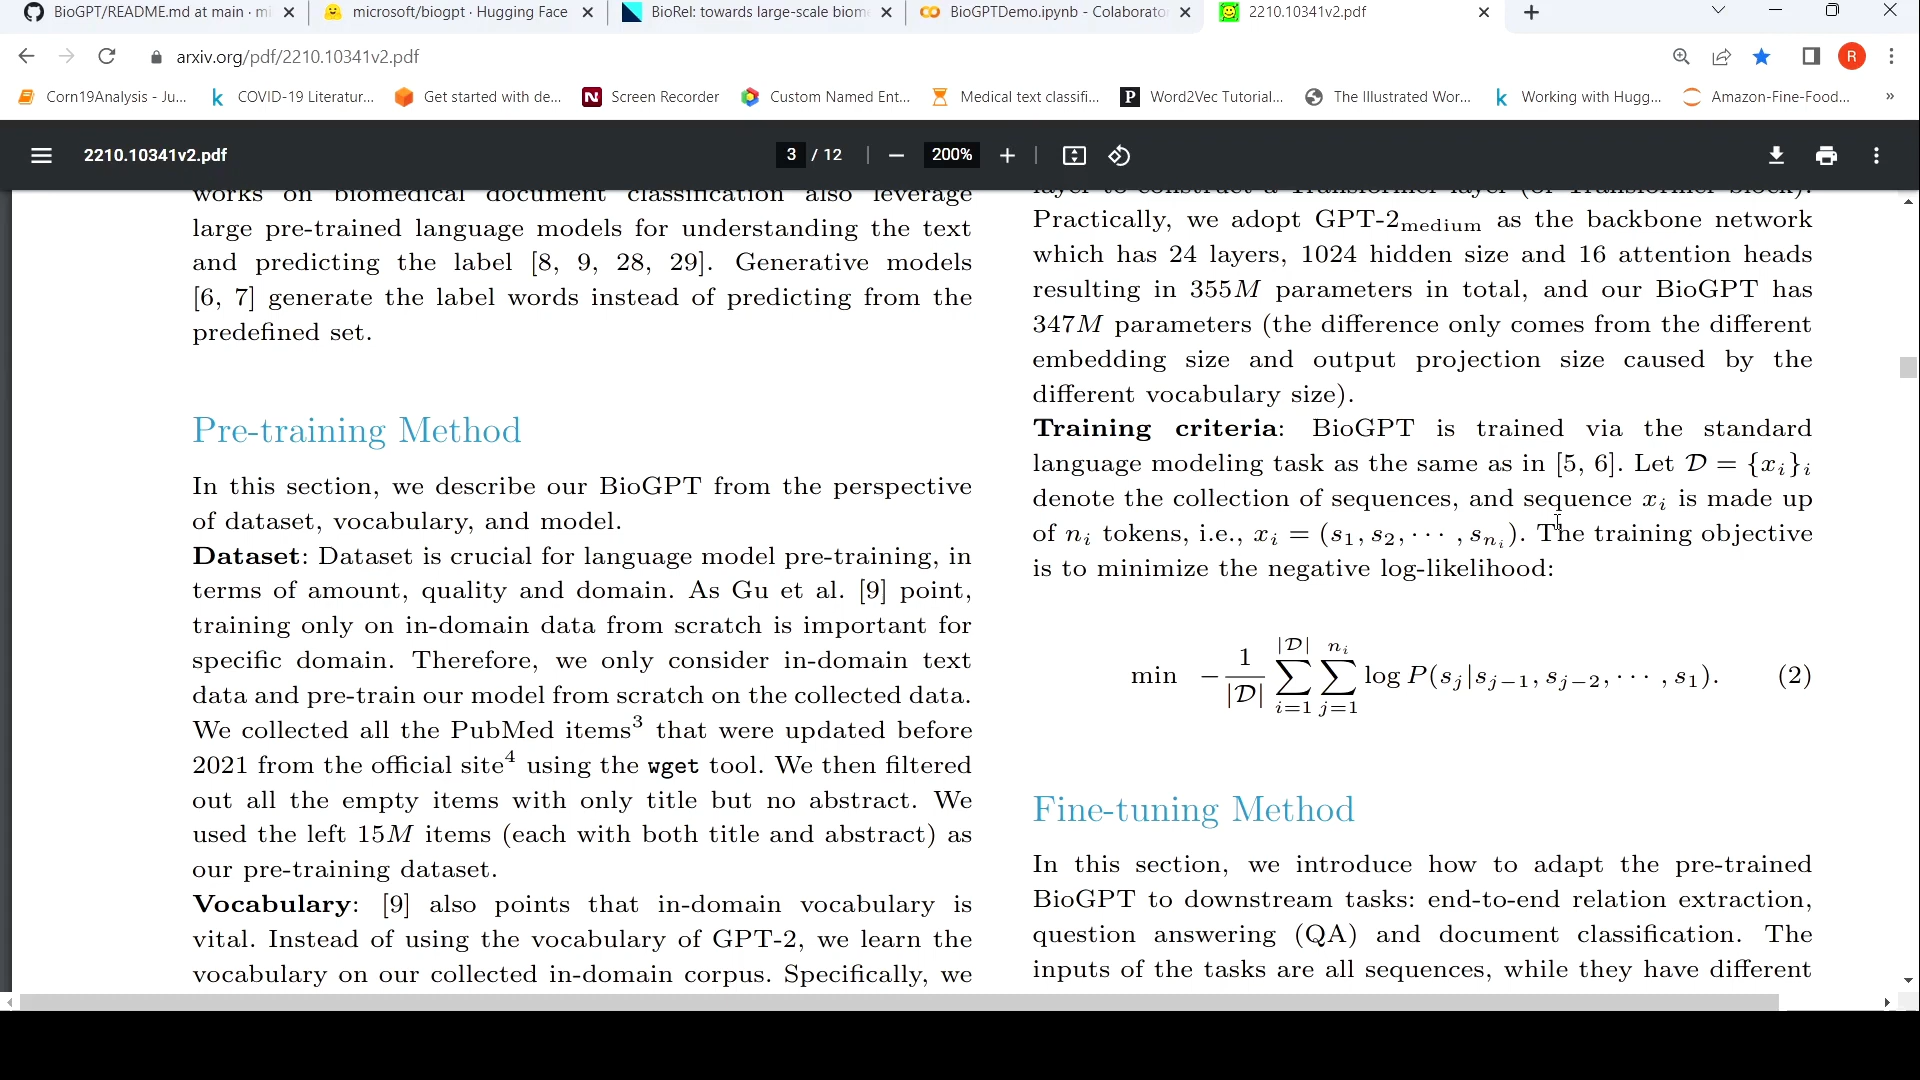 BioGPT/README.md at main · mi
microsoft/biogpt · Hugging Face
BioRel: towards large-scale biome
BioGPTDemo.ipynb - Colaborator
2210.10341v2.pdf
arxiv.org/pdf/2210.10341v2.pdf
R
Corn19Analysis - Ju...
COVID-19 Literatur...
Get started with de...
Screen Recorder
Custom Named Ent...
Medical text classifi...
Word2Vec Tutorial...
The Illustrated Wor...
Working with Hugg...
Amazon-Fine-Food...
»
2210.10341v2.pdf
3 / 12
200%
works on biomedical document classification also leverage
large pre-trained language models for understanding the text
and predicting the label [8, 9, 28, 29]. Generative models
[6, 7] generate the label words instead of predicting from the
predefined set.
Pre-training Method
In this section, we describe our BioGPT from the perspective
of dataset, vocabulary, and model.
Dataset: Dataset is crucial for language model pre-training, in
terms of amount, quality and domain. As Gu et al. [9] point,
training only on in-domain data from scratch is important for
specific domain. Therefore, we only consider in-domain text
data and pre-train our model from scratch on the collected data.
We collected all the PubMed items³ that were updated before
2021 from the official site⁴ using the wget tool. We then filtered
out all the empty items with only title but no abstract. We
used the left 15M items (each with both title and abstract) as
our pre-training dataset.
Vocabulary: [9] also points that in-domain vocabulary is
vital. Instead of using the vocabulary of GPT-2, we learn the
vocabulary on our collected in-domain corpus. Specifically, we
layer to construct a Transformer layer (or Transformer block).
Practically, we adopt GPT-2medium as the backbone network
which has 24 layers, 1024 hidden size and 16 attention heads
resulting in 355M parameters in total, and our BioGPT has
347M parameters (the difference only comes from the different
embedding size and output projection size caused by the
different vocabulary size).
Training criteria: BioGPT is trained via the standard
language modeling task as the same as in [5, 6]. Let D = {xᵢ}ᵢ
denote the collection of sequences, and sequence xᵢ is made up
of nᵢ tokens, i.e., xᵢ = (s₁, s₂, · · · , sₙᵢ). The training objective
is to minimize the negative log-likelihood:
min − 1/|D| ∑_{i=1}^{|D|} ∑_{j=1}^{nᵢ} log P(sⱼ|sⱼ₋₁, sⱼ₋₂, · · · , s₁). (2)
Fine-tuning Method
In this section, we introduce how to adapt the pre-trained
BioGPT to downstream tasks: end-to-end relation extraction,
question answering (QA) and document classification. The
inputs of the tasks are all sequences, while they have different